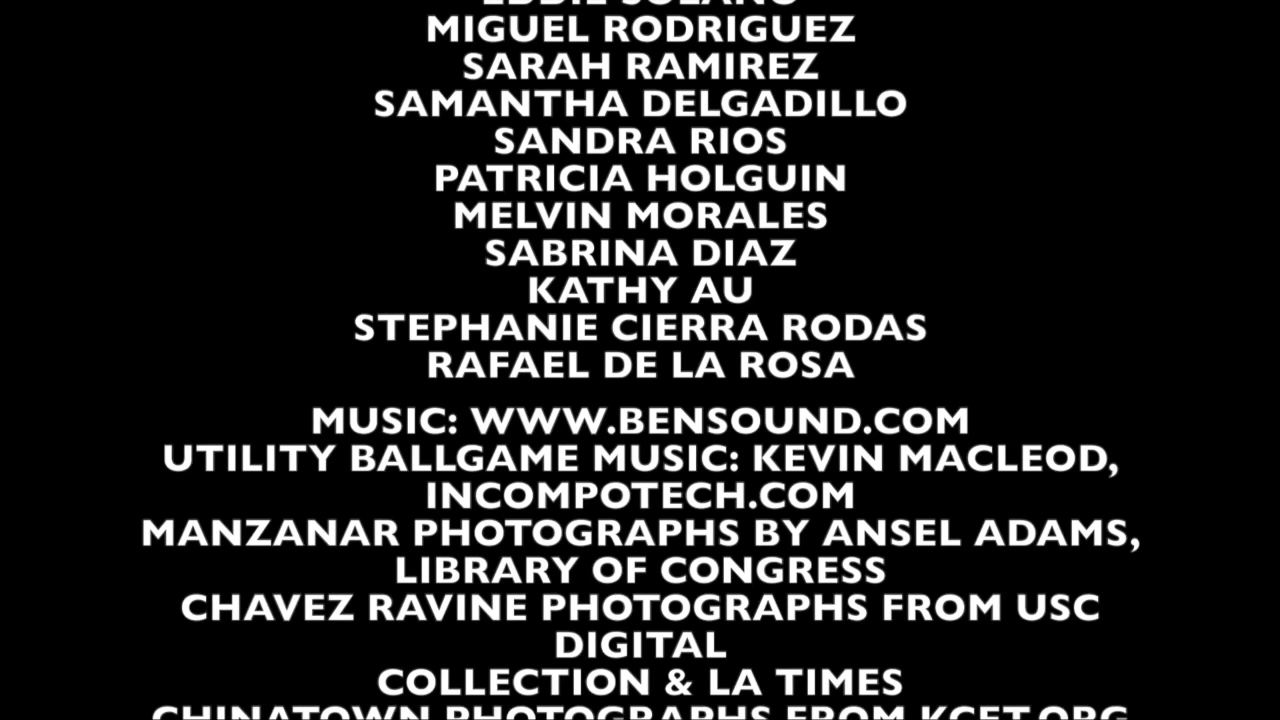 EDDIE SOLANO
MIGUEL RODRIGUEZ
SARAH RAMIREZ
SAMANTHA DELGADILLO
SANDRA RIOS
PATRICIA HOLGUIN
MELVIN MORALES
SABRINA DIAZ
KATHY AU
STEPHANIE CIERRA RODAS
RAFAEL DE LA ROSA
MUSIC: WWW.BENSOUND.COM
UTILITY BALLGAME MUSIC: KEVIN MACLEOD,
INCOMPOTECH.COM
MANZANAR PHOTOGRAPHS BY ANSEL ADAMS,
LIBRARY OF CONGRESS
CHAVEZ RAVINE PHOTOGRAPHS FROM USC
DIGITAL
COLLECTION & LA TIMES
CHINATOWN PHOTOGRAPHS FROM KCET.ORG